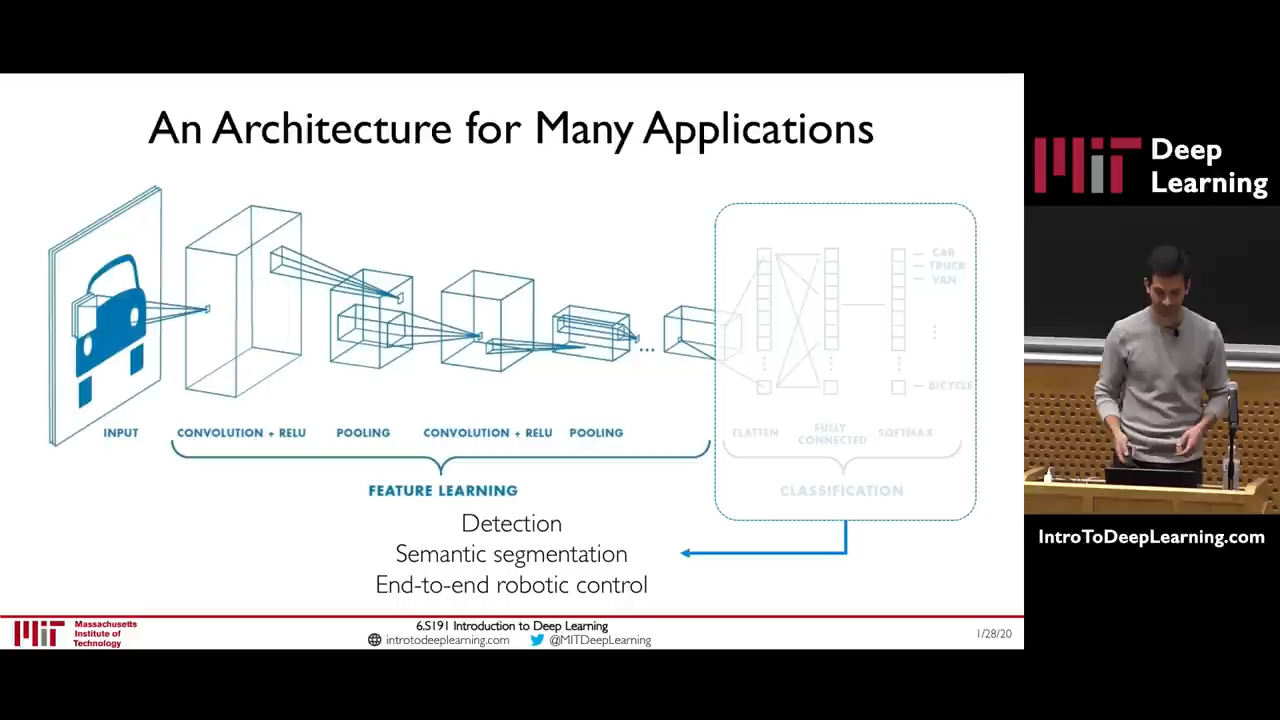 An Architecture for Many Applications
MIT Deep
Learning
CAR
TRUCK
VAN
BICYCLE
INPUT
CONVOLUTION + RELU
POOLING
CONVOLUTION + RELU
POOLING
FLATTEN
FULLY
CONNECTED
SOFTMAX
FEATURE LEARNING
CLASSIFICATION
Detection
Semantic segmentation
End-to-end robotic control
IntroToDeepLearning.com
Massachusetts
Institute of
Technology
6.S191 Introduction to Deep Learning
introtodeeplearning.com @MITDeepLearning
1/28/20